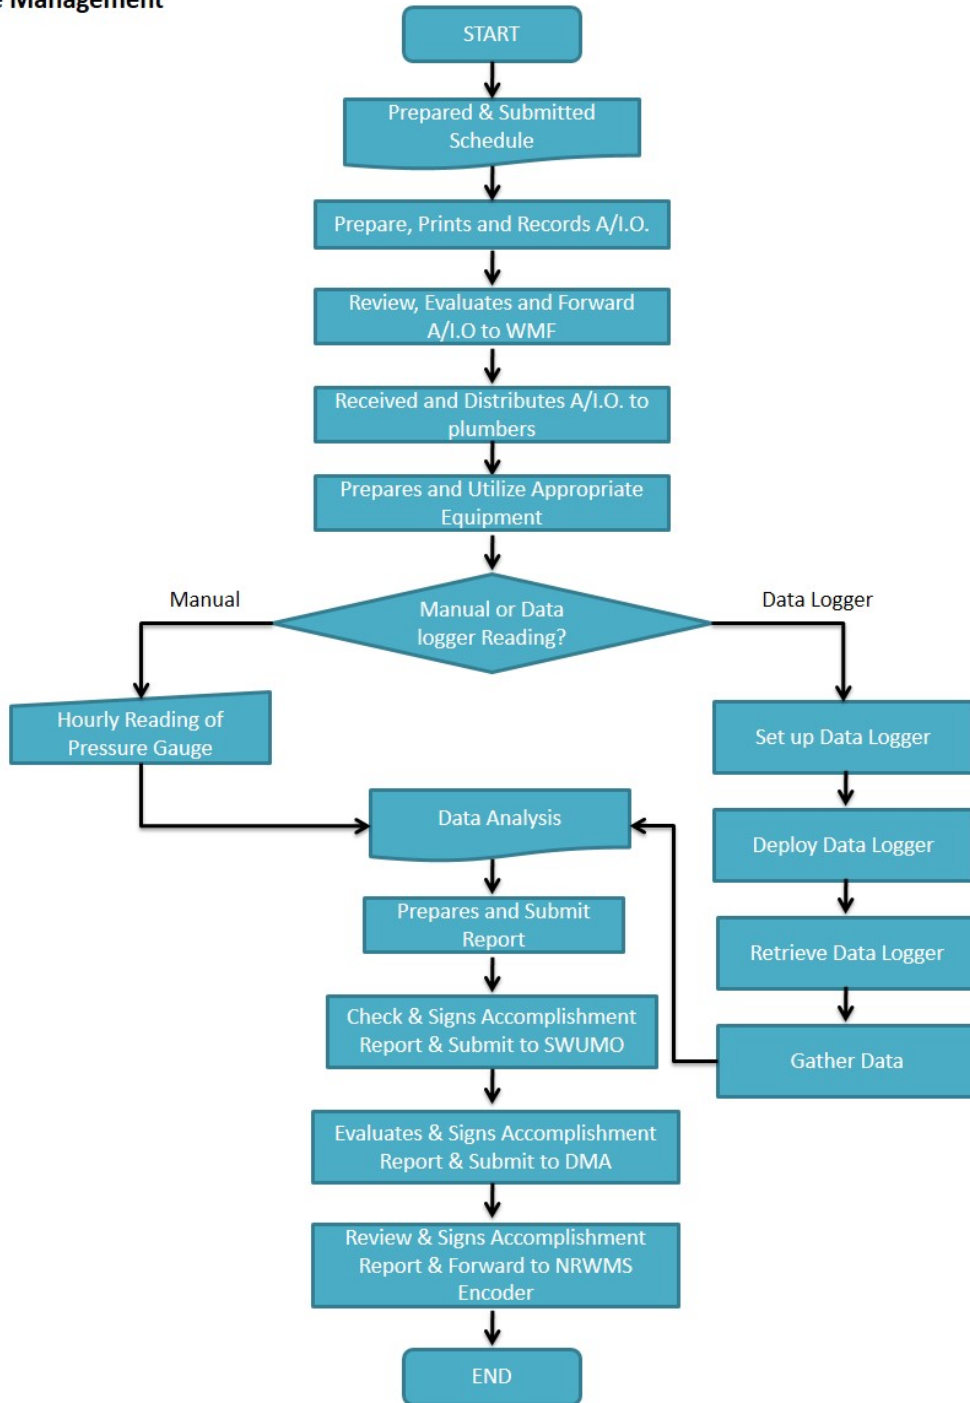 Management
START
Prepared & Submitted
Schedule
Prepare, Prints and Records A/I.O.
Review, Evaluates and Forward
A/I.O to WMF
Received and Distributes A/I.O. to
plumbers
Prepares and Utilize Appropriate
Equipment
Manual
Manual or Data
logger Reading?
Data Logger
Hourly Reading of
Pressure Gauge
Set up Data Logger
Data Analysis
Deploy Data Logger
Prepares and Submit
Report
Retrieve Data Logger
Check & Signs Accomplishment
Report & Submit to SWUMO
Gather Data
Evaluates & Signs Accomplishment
Report & Submit to DMA
Review & Signs Accomplishment
Report & Forward to NRWMS
Encoder
END